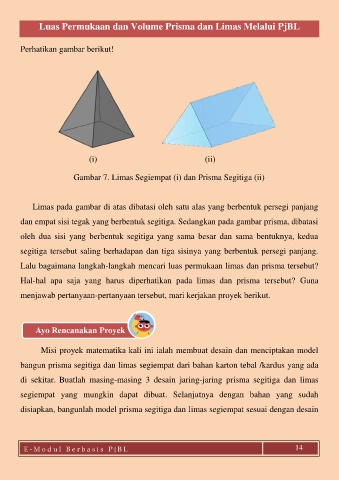 Luas Permukaan dan Volume Prisma dan Limas Melalui PjBL
Perhatikan gambar berikut!
(i) (ii)
Gambar 7. Limas Segiempat (i) dan Prisma Segitiga (ii)
Limas pada gambar di atas dibatasi oleh satu alas yang berbentuk persegi panjang
dan empat sisi tegak yang berbentuk segitiga. Sedangkan pada gambar prisma, dibatasi
oleh dua sisi yang berbentuk segitiga yang sama besar dan sama bentuknya, kedua
segitiga tersebut saling berhadapan dan tiga sisinya yang berbentuk persegi panjang.
Lalu bagaimana langkah-langkah mencari luas permukaan limas dan prisma tersebut?
Hal-hal apa saja yang harus diperhatikan pada limas dan prisma tersebut? Guna
menjawab pertanyaan-pertanyaan tersebut, mari kerjakan proyek berikut.
Ayo Rencanakan Proyek
Misi proyek matematika kali ini ialah membuat desain dan menciptakan model
bangun prisma segitiga dan limas segiempat dari bahan karton tebal /kardus yang ada
di sekitar. Buatlah masing-masing 3 desain jaring-jaring prisma segitiga dan limas
segiempat yang mungkin dapat dibuat. Selanjutnya dengan bahan yang sudah
disiapkan, bangunlah model prisma segitiga dan limas segiempat sesuai dengan desain
E-Modul Berbasis PjBL 14